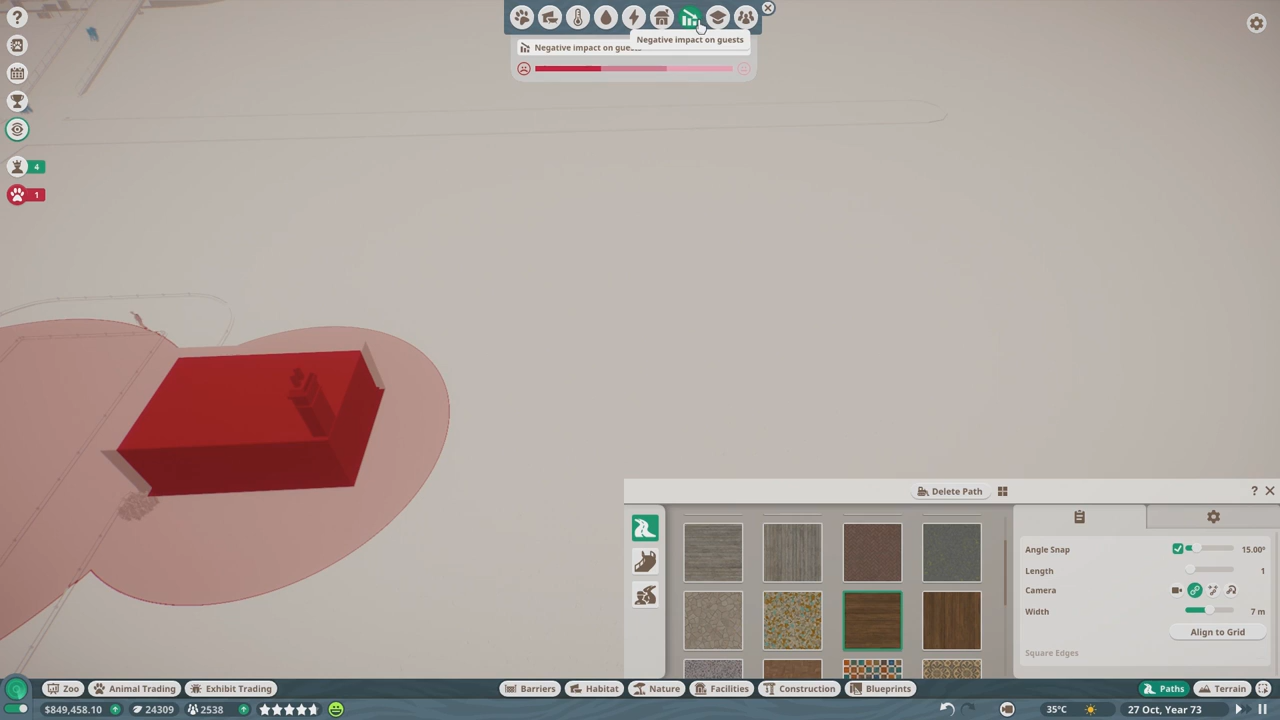 Negative impact on guests
Negative impact on gues
4
1
Delete Path
?
Angle Snap 15.00°
Length 1
Camera
Width 7 m
Align to Grid
Square Edges
Zoo Animal Trading Exhibit Trading Barriers Habitat Nature Facilities Construction Blueprints Paths Terrain
$849,458.10 24309 2538 35°C 27 Oct, Year 73